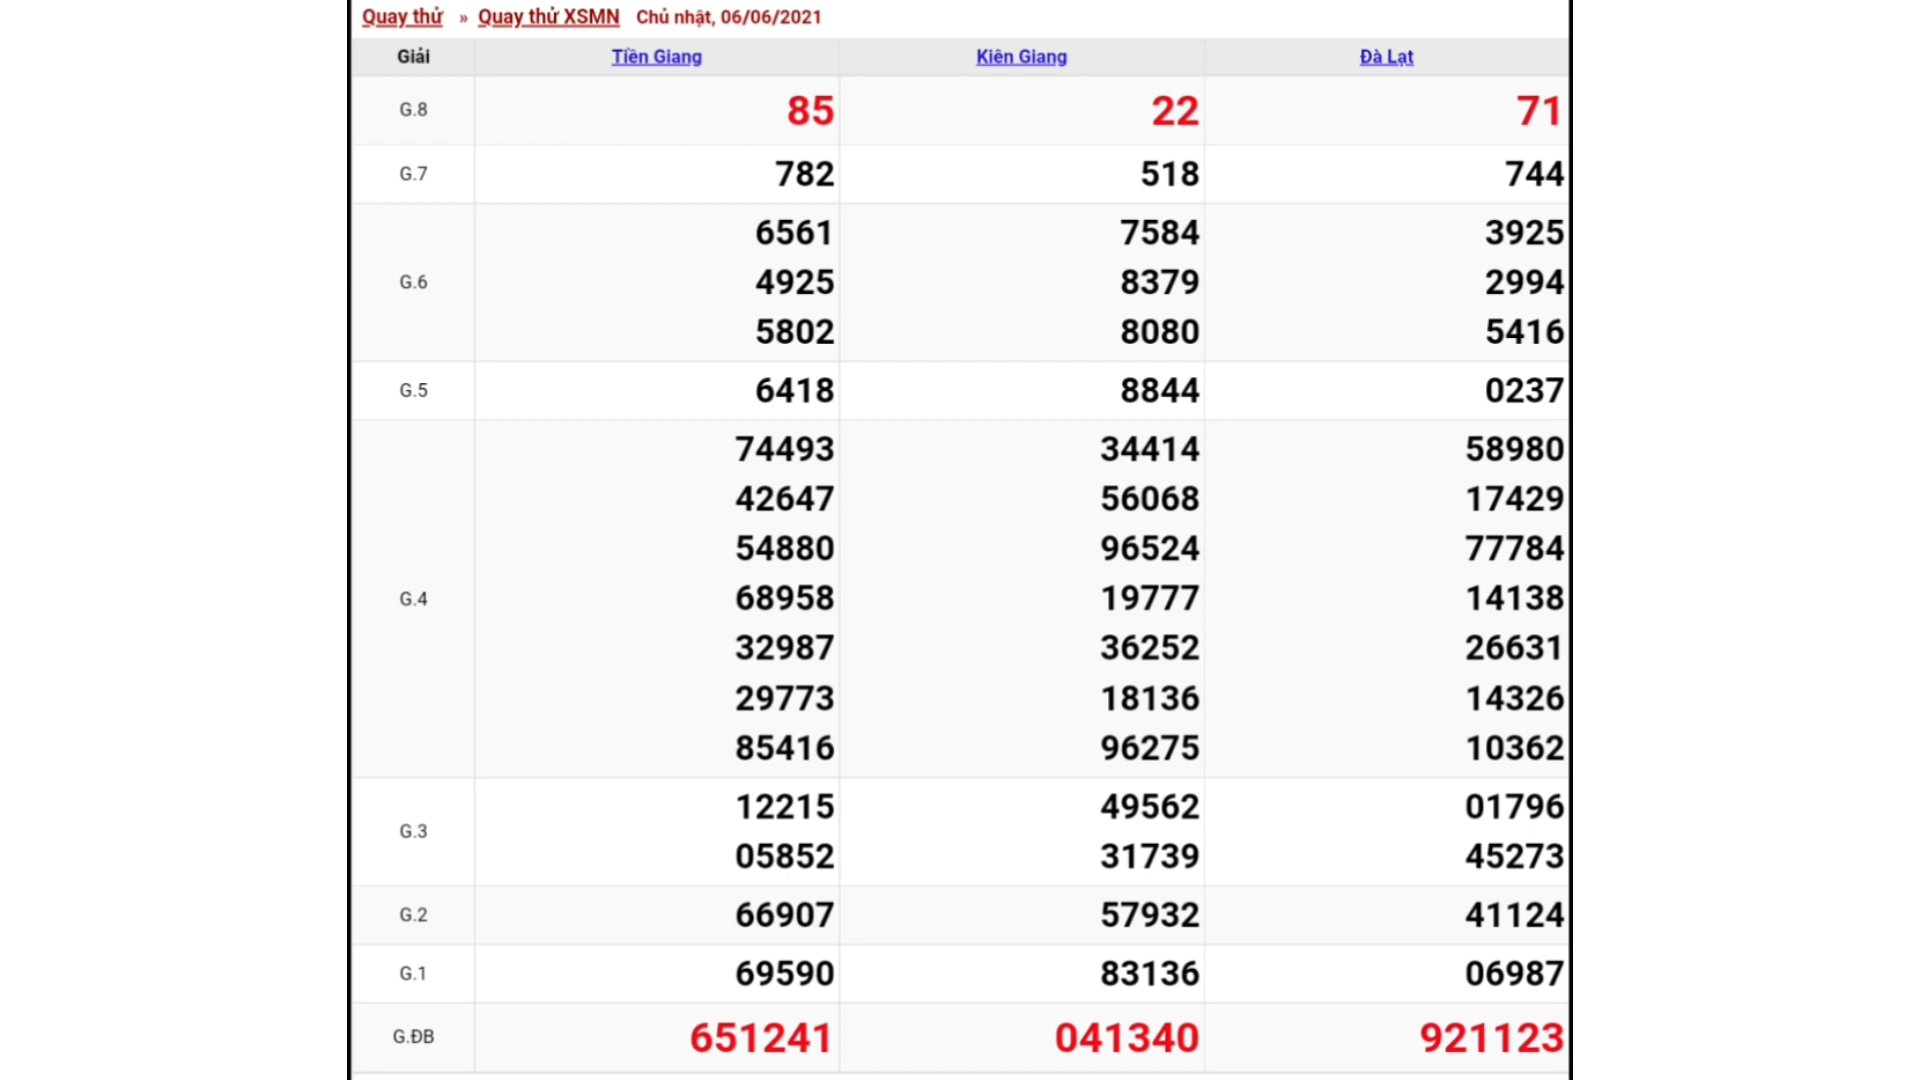 Quay thử » Quay thử XSMN Chủ nhật, 06/06/2021
Giải Tiền Giang Kiên Giang Đà Lạt
G.8 85 22 71
G.7 782 518 744
6561 7584 3925
G.6 4925 8379 2994
5802 8080 5416
G.5 6418 8844 0237
74493 34414 58980
42647 56068 17429
54880 96524 77784
G.4 68958 19777 14138
32987 36252 26631
29773 18136 14326
85416 96275 10362
G.3 12215 49562 01796
05852 31739 45273
G.2 66907 57932 41124
G.1 69590 83136 06987
G.ĐB 651241 041340 921123